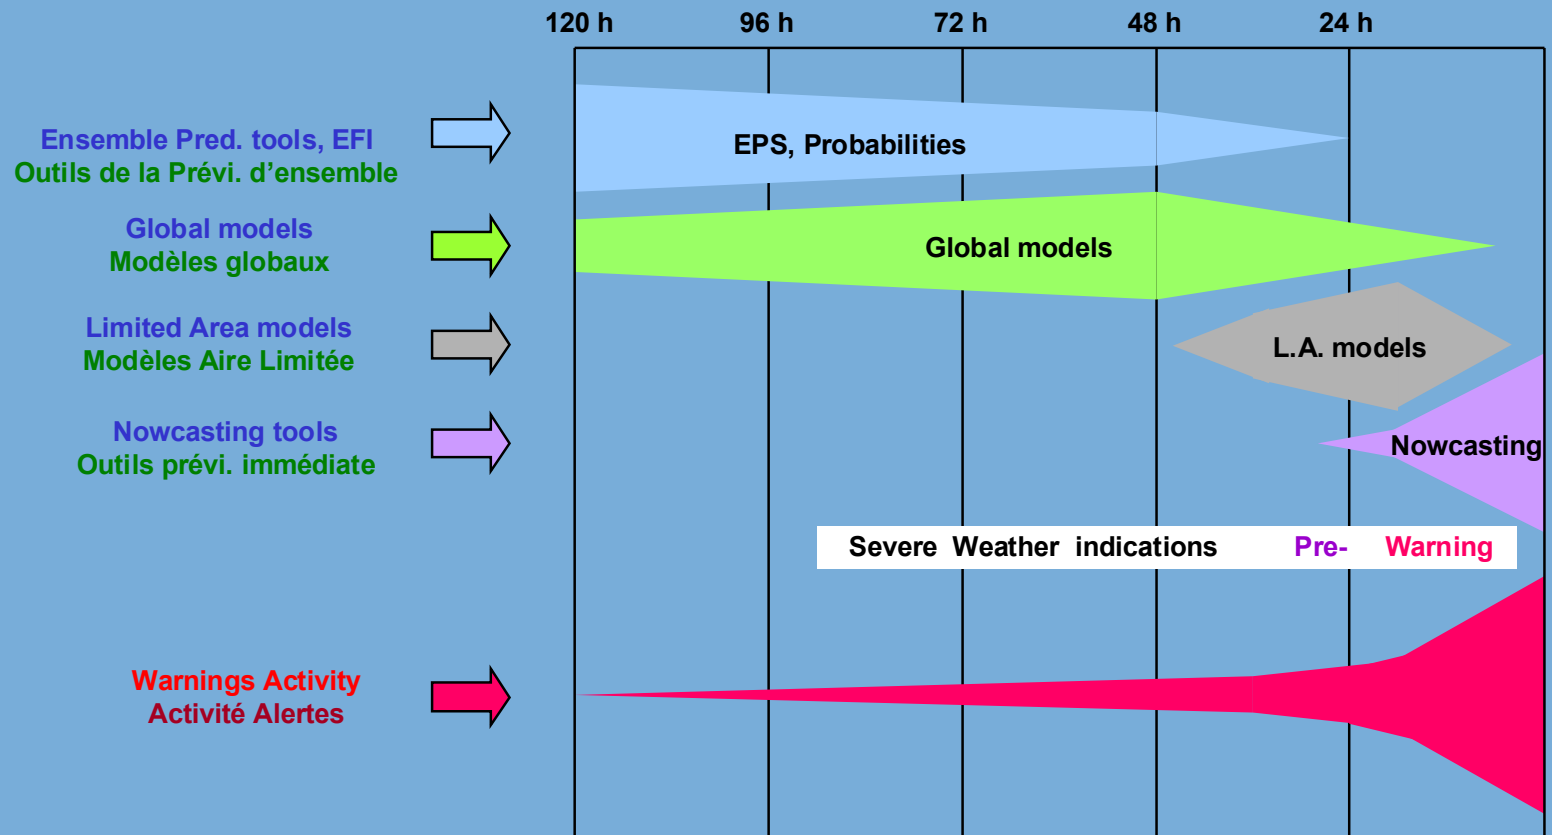 120 h 96 h 72 h 48 h 24 h
Ensemble Pred. tools, EFI
Outils de la Prévi. d’ensemble
EPS, Probabilities
Global models
Modèles globaux
Global models
Limited Area models
Modèles Aire Limitée
L.A. models
Nowcasting tools
Outils prévi. immédiate
Nowcasting
Severe Weather indications Pre- Warning
Warnings Activity
Activité Alertes